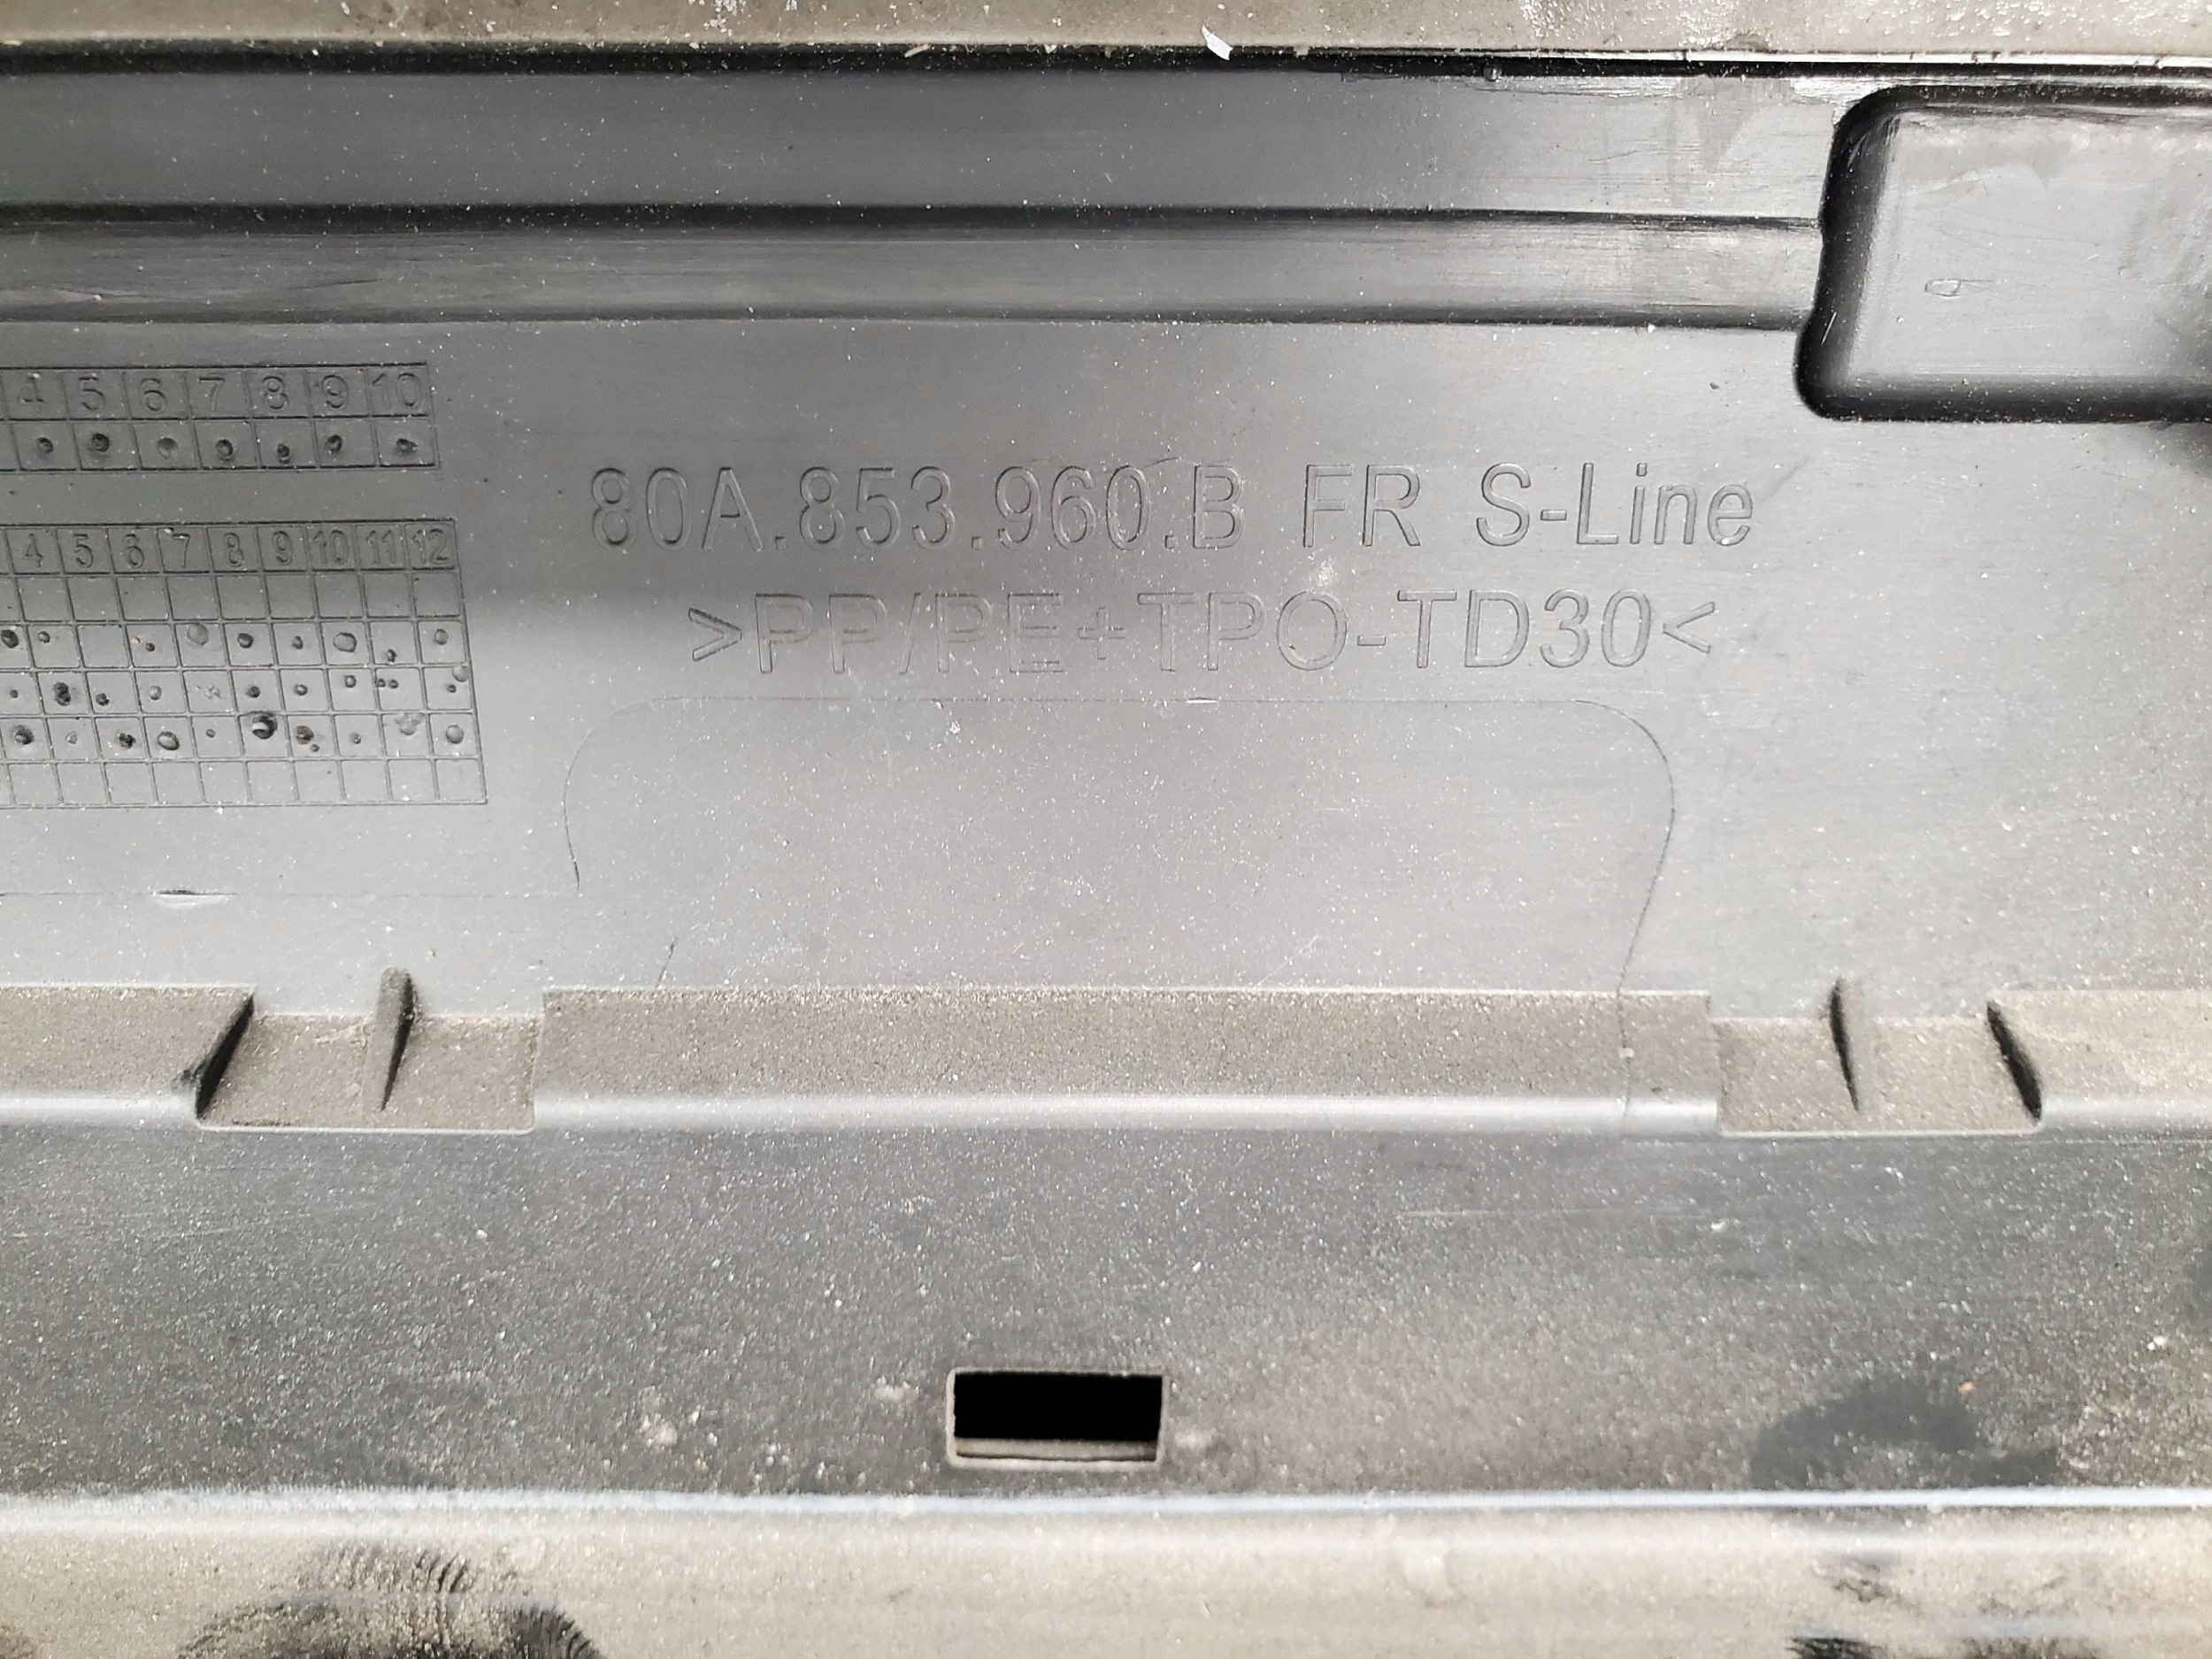 4 5 6 7 8 9 10
80A.853.960.B FR S-Line
4 5 6 7 8 9 10 11 12
>PP/PE+TPO-TD30<